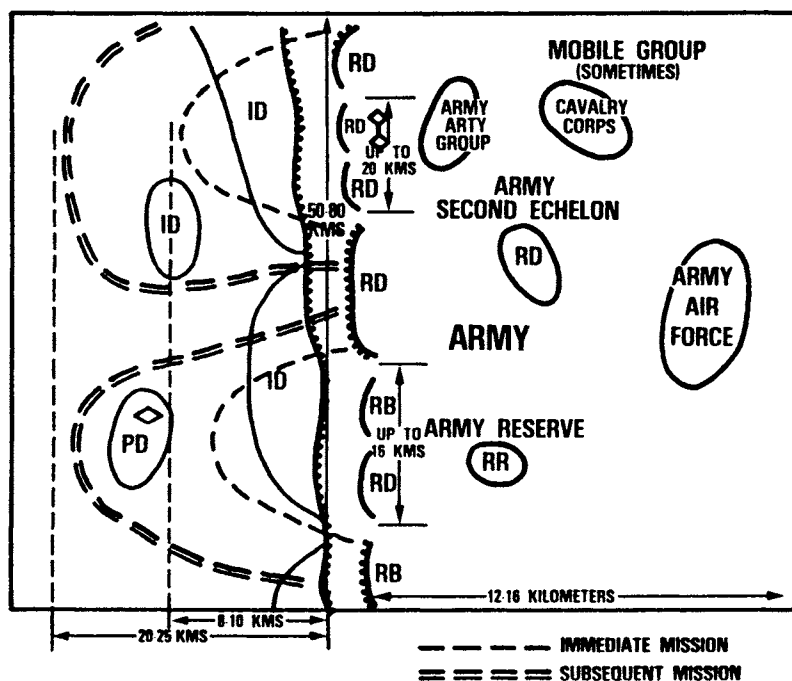 MOBILE GROUP
(SOMETIMES)
RD
ID
ARMY
ARTY
GROUP
CAVALRY
CORPS
RD
UP TO
20 KMS
RD
ARMY
SECOND ECHELON
50-80
KMS
ID
RD
RD
ARMY
AIR
FORCE
ARMY
ID
RB
ARMY RESERVE
UP TO
15 KMS
PD
RR
RD
RB
12-16 KILOMETERS
8-10 KMS
20-25 KMS
IMMEDIATE MISSION
SUBSEQUENT MISSION